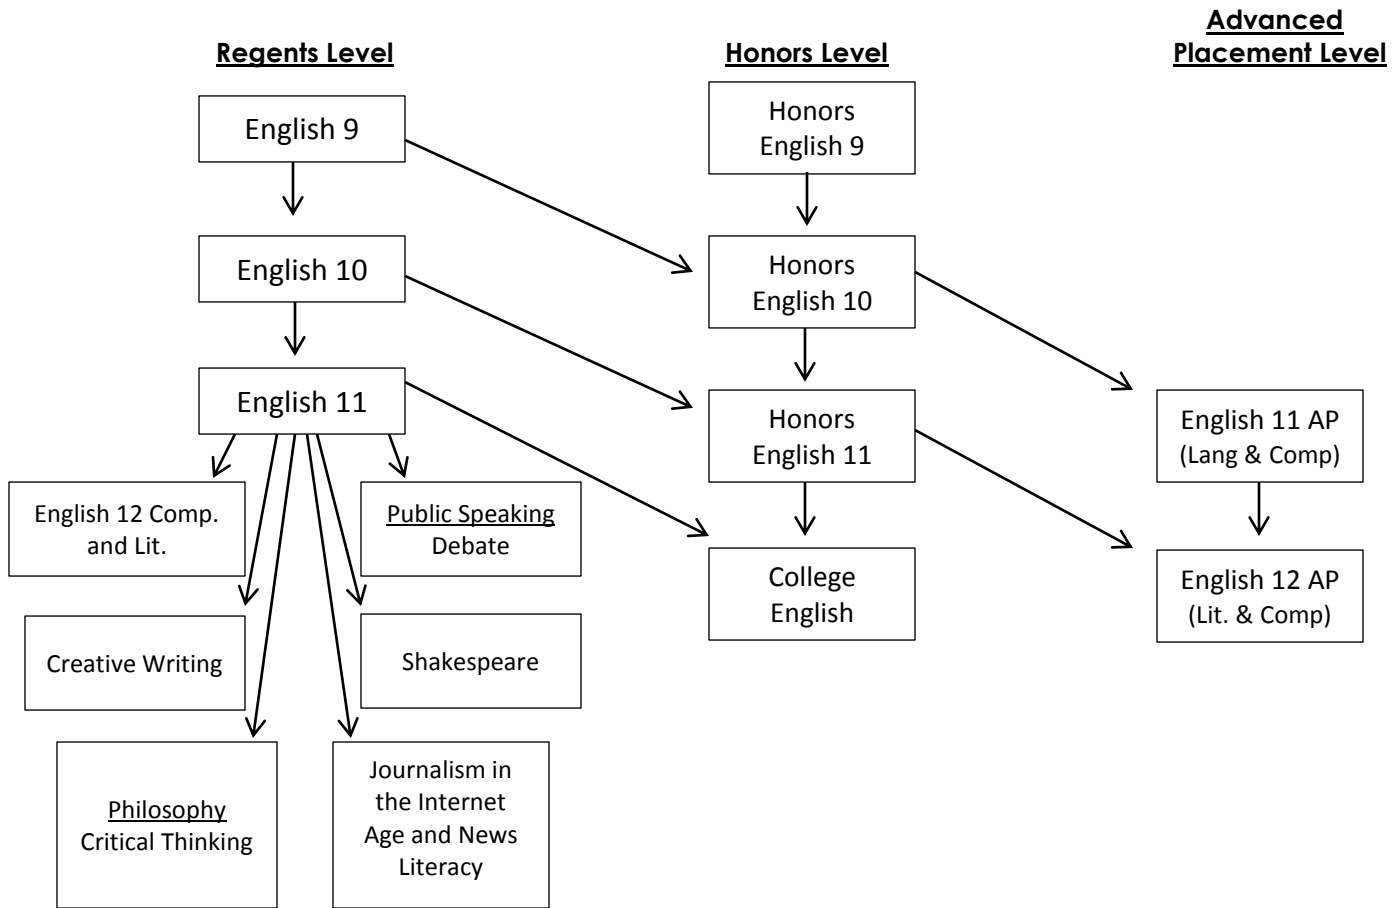 Regents Level
Honors Level
Advanced
Placement Level
English 9
Honors
English 9
English 10
Honors
English 10
English 11
Honors
English 11
English 11 AP
(Lang & Comp)
English 12 Comp.
and Lit.
Public Speaking
Debate
College
English
English 12 AP
(Lit. & Comp)
Creative Writing
Shakespeare
Philosophy
Critical Thinking
Journalism in
the Internet
Age and News
Literacy